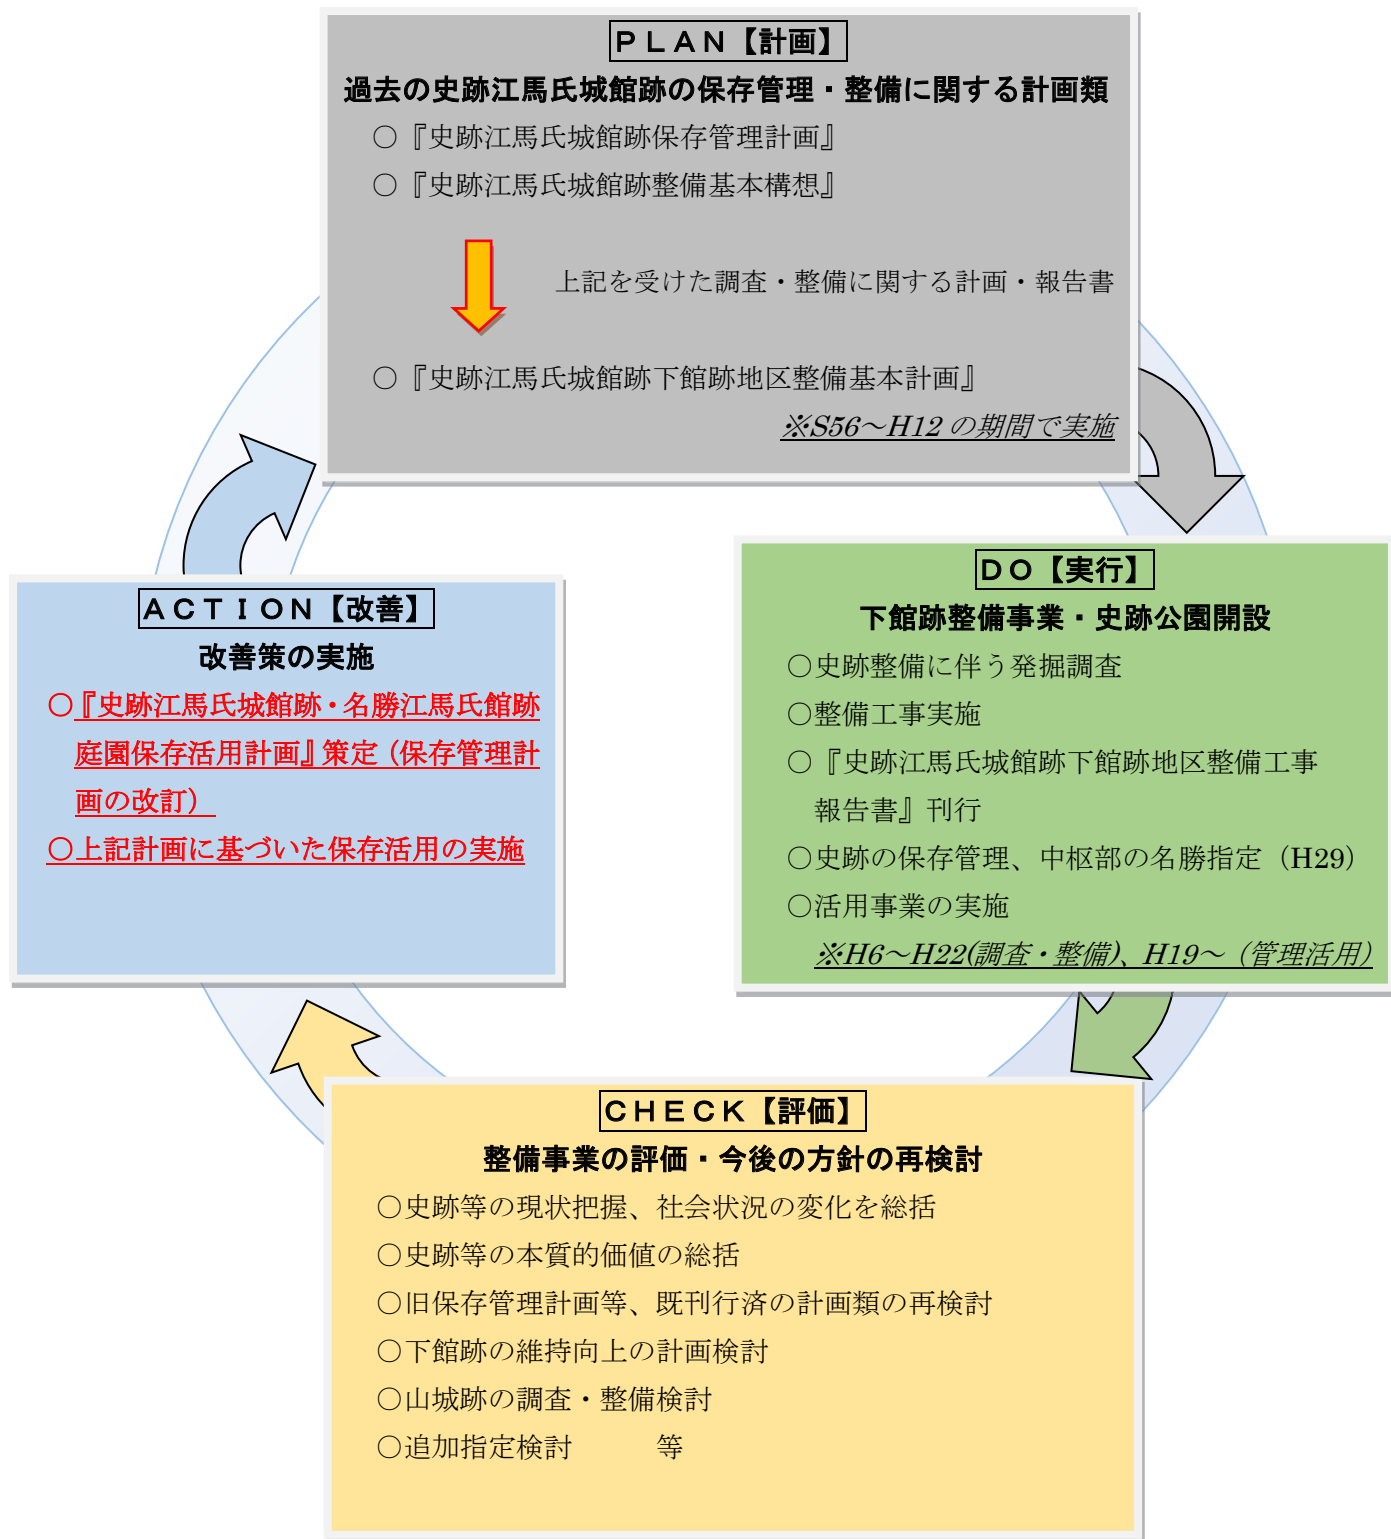 ＰＬＡＮ【計画】
過去の史跡江馬氏城館跡の保存管理・整備に関する計画類
○『史跡江馬氏城館跡保存管理計画』
○『史跡江馬氏城館跡整備基本構想』
上記を受けた調査・整備に関する計画・報告書
○『史跡江馬氏城館跡下館跡地区整備基本計画』
※S56～H12 の期間で実施
ＤＯ【実行】
下館跡整備事業・史跡公園開設
○史跡整備に伴う発掘調査
○整備工事実施
○『史跡江馬氏城館跡下館跡地区整備工事
報告書』刊行
○史跡の保存管理、中枢部の名勝指定（H29）
○活用事業の実施
※H6～H22(調査・整備)、H19～（管理活用）
ＣＨＥＣＫ【評価】
整備事業の評価・今後の方針の再検討
○史跡等の現状把握、社会状況の変化を総括
○史跡等の本質的価値の総括
○旧保存管理計画等、既刊行済の計画類の再検討
○下館跡の維持向上の計画検討
○山城跡の調査・整備検討
○追加指定検討　　　等
ＡＣＴＩＯＮ【改善】
改善策の実施
○『史跡江馬氏城館跡・名勝江馬氏館跡
庭園保存活用計画』策定（保存管理計
画の改訂）
○上記計画に基づいた保存活用の実施